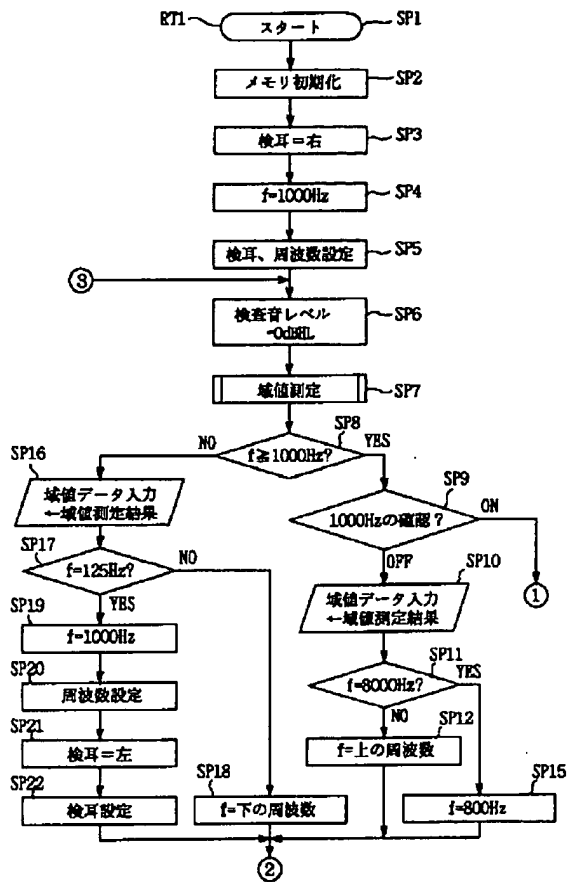 RT1
スタート
SP1
メモリ初期化
SP2
検耳=右
SP3
f=1000Hz
SP4
検耳、周波数設定
SP5
③
検査音レベル
=0dBHL
SP6
域値測定
SP7
SP8
NO
f≧1000Hz?
YES
SP16
域値データ入力
←域値測定結果
SP9
1000Hzの確認?
ON
OFF
①
SP17
f=125Hz?
NO
YES
SP10
域値データ入力
←域値測定結果
SP19
f=1000Hz
SP11
f=8000Hz?
YES
NO
SP20
周波数設定
SP12
f=上の周波数
SP21
検耳=左
SP22
検耳設定
SP18
f=下の周波数
SP15
f=800Hz
②